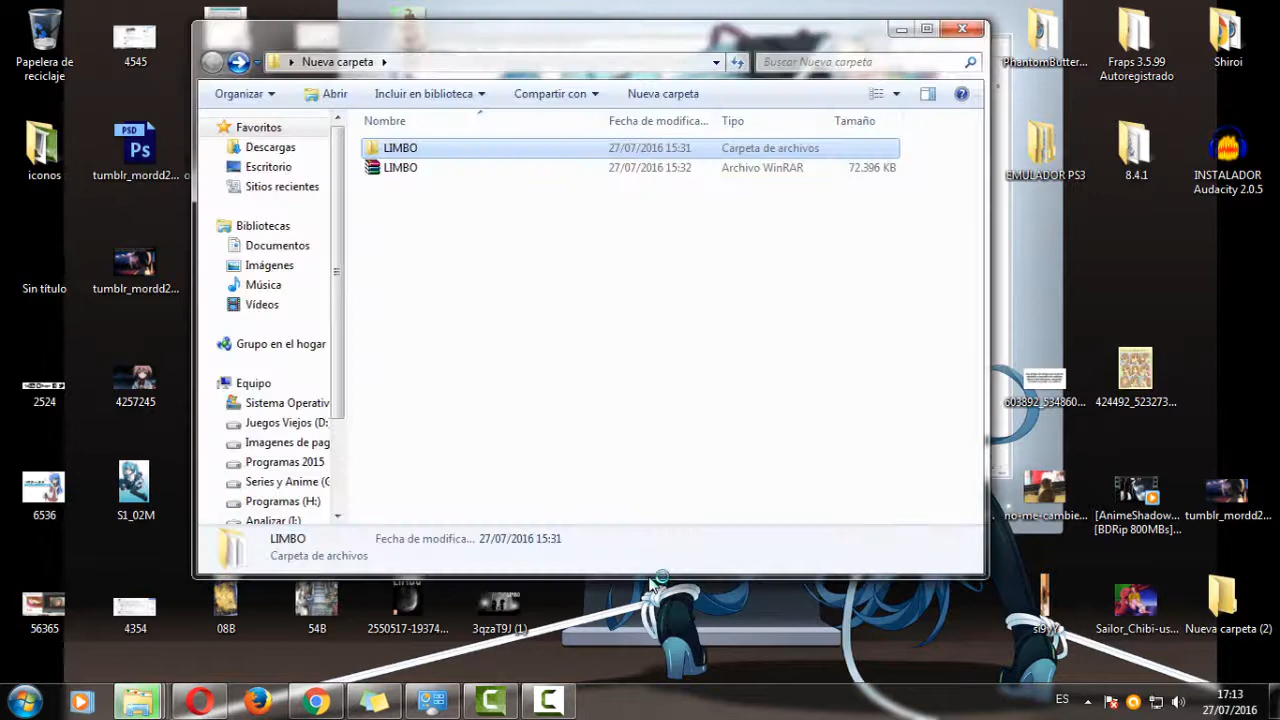 Nueva carpeta
Buscar Nueva carpeta
Organizar
Abrir
Incluir en biblioteca
Compartir con
Nueva carpeta
Nombre
Fecha de modifica...
Tipo
Tamaño
LIMBO
27/07/2016 15:31
Carpeta de archivos
LIMBO
27/07/2016 15:32
Archivo WinRAR
72.396 KB
Favoritos
Descargas
Escritorio
Sitios recientes
Bibliotecas
Documentos
Imágenes
Música
Vídeos
Grupo en el hogar
Equipo
Sistema Operativ
Juegos Viejos (D:
Imagenes de pag
Programas 2015
Series y Anime (G
Programas (H:)
Analizar (I:)
LIMBO
Fecha de modifica... 27/07/2016 15:31
Carpeta de archivos
Papelera de
reciclaje
4545
PhantomButter...
Fraps 3.5.99
Autoregistrado
Shiroi
iconos
PSD
Ps
tumblr_mordd2...
EMULADOR PS3
8.4.1
INSTALADOR
Audacity 2.0.5
Sin título
tumblr_mordd2...
2524
4257245
603892_534860...
424492_523273...
6536
S1_02M
no-me-cambie...
[AnimeShadow...
[BDRip 800MBs]...
tumblr_mordd2...
56365
4354
08B
54B
2550517-19374...
3qzaT9J (1)
Sailor_Chibi-us...
Nueva carpeta (2)
ES
17:13
27/07/2016